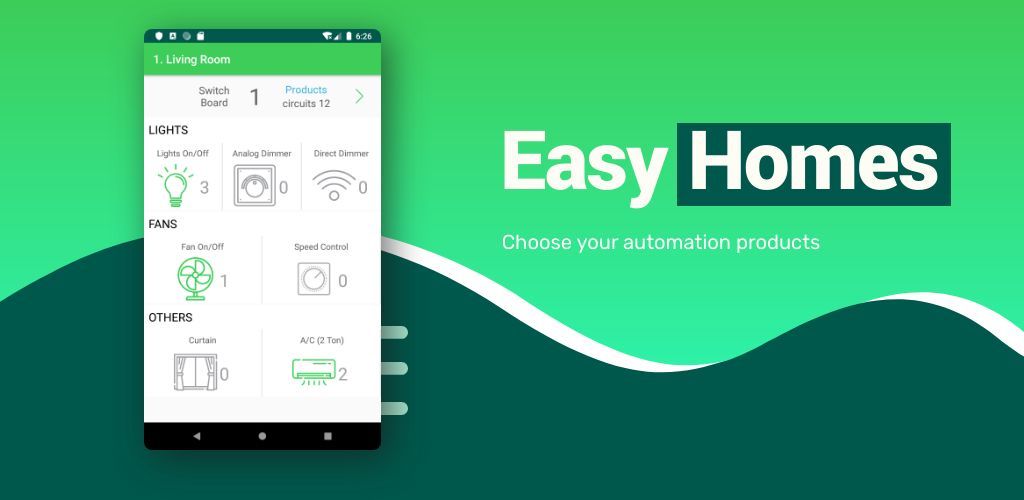 6:26
1. Living Room
Switch Board
1
Products
circuits 12
LIGHTS
Lights On/Off
3
Analog Dimmer
0
Direct Dimmer
0
FANS
Fan On/Off
1
Speed Control
0
OTHERS
Curtain
0
A/C (2 Ton)
2
Easy Homes
Choose your automation products